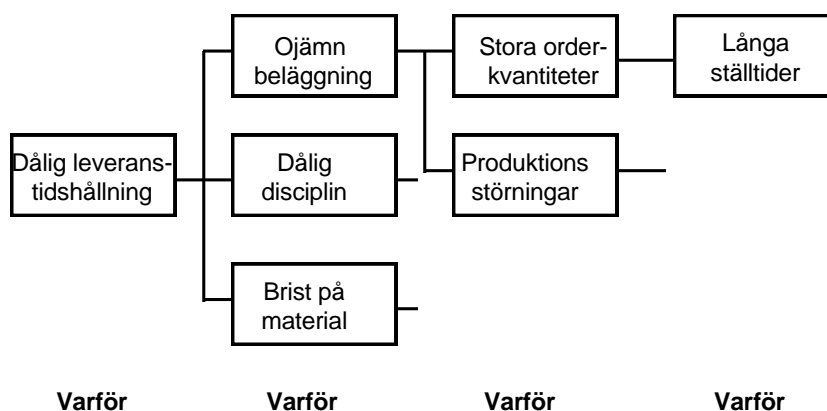 Ojämn
beläggning
Stora order-
kvantiteter
Långa
ställtider
Dålig leverans-
tidshållning
Dålig
disciplin
Produktions
störningar
Brist på
material
Varför
Varför
Varför
Varför